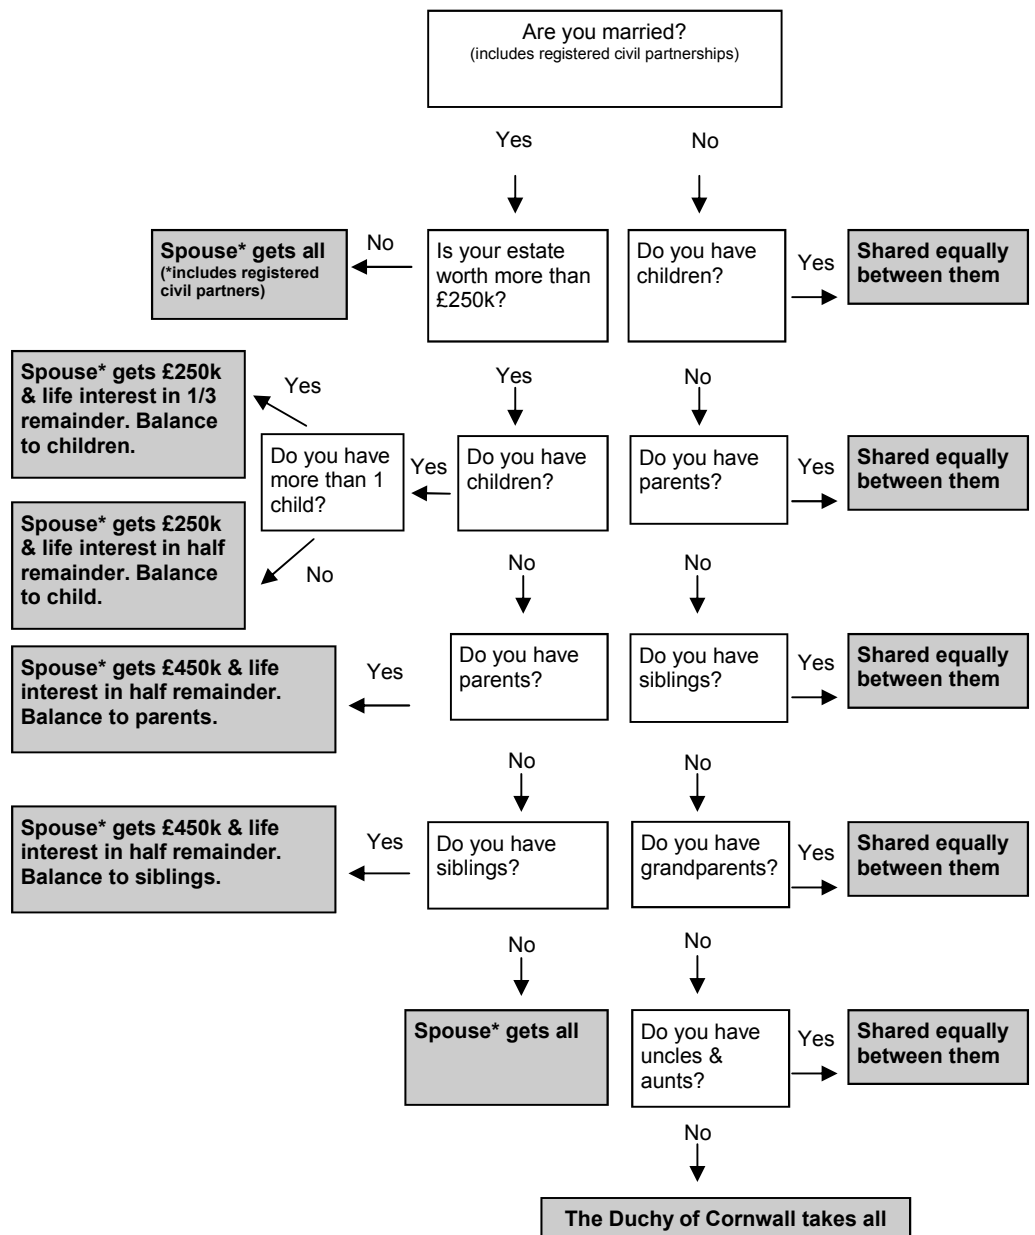 Are you married?
(includes registered civil partnerships)
Yes
No
Spouse* gets all
(*includes registered
civil partners)
No
Is your estate
worth more than
£250k?
Do you have
children?
Yes
Shared equally
between them
Spouse* gets £250k
& life interest in 1/3
remainder. Balance
to children.
Yes
Yes
No
Do you have
more than 1
child?
Yes
Do you have
children?
Do you have
parents?
Yes
Shared equally
between them
Spouse* gets £250k
& life interest in half
remainder. Balance
to child.
No
No
No
Spouse* gets £450k & life
interest in half remainder.
Balance to parents.
Yes
Do you have
parents?
Do you have
siblings?
Yes
Shared equally
between them
No
No
Spouse* gets £450k & life
interest in half remainder.
Balance to siblings.
Yes
Do you have
siblings?
Do you have
grandparents?
Yes
Shared equally
between them
No
No
Spouse* gets all
Do you have
uncles &
aunts?
Yes
Shared equally
between them
No
The Duchy of Cornwall takes all